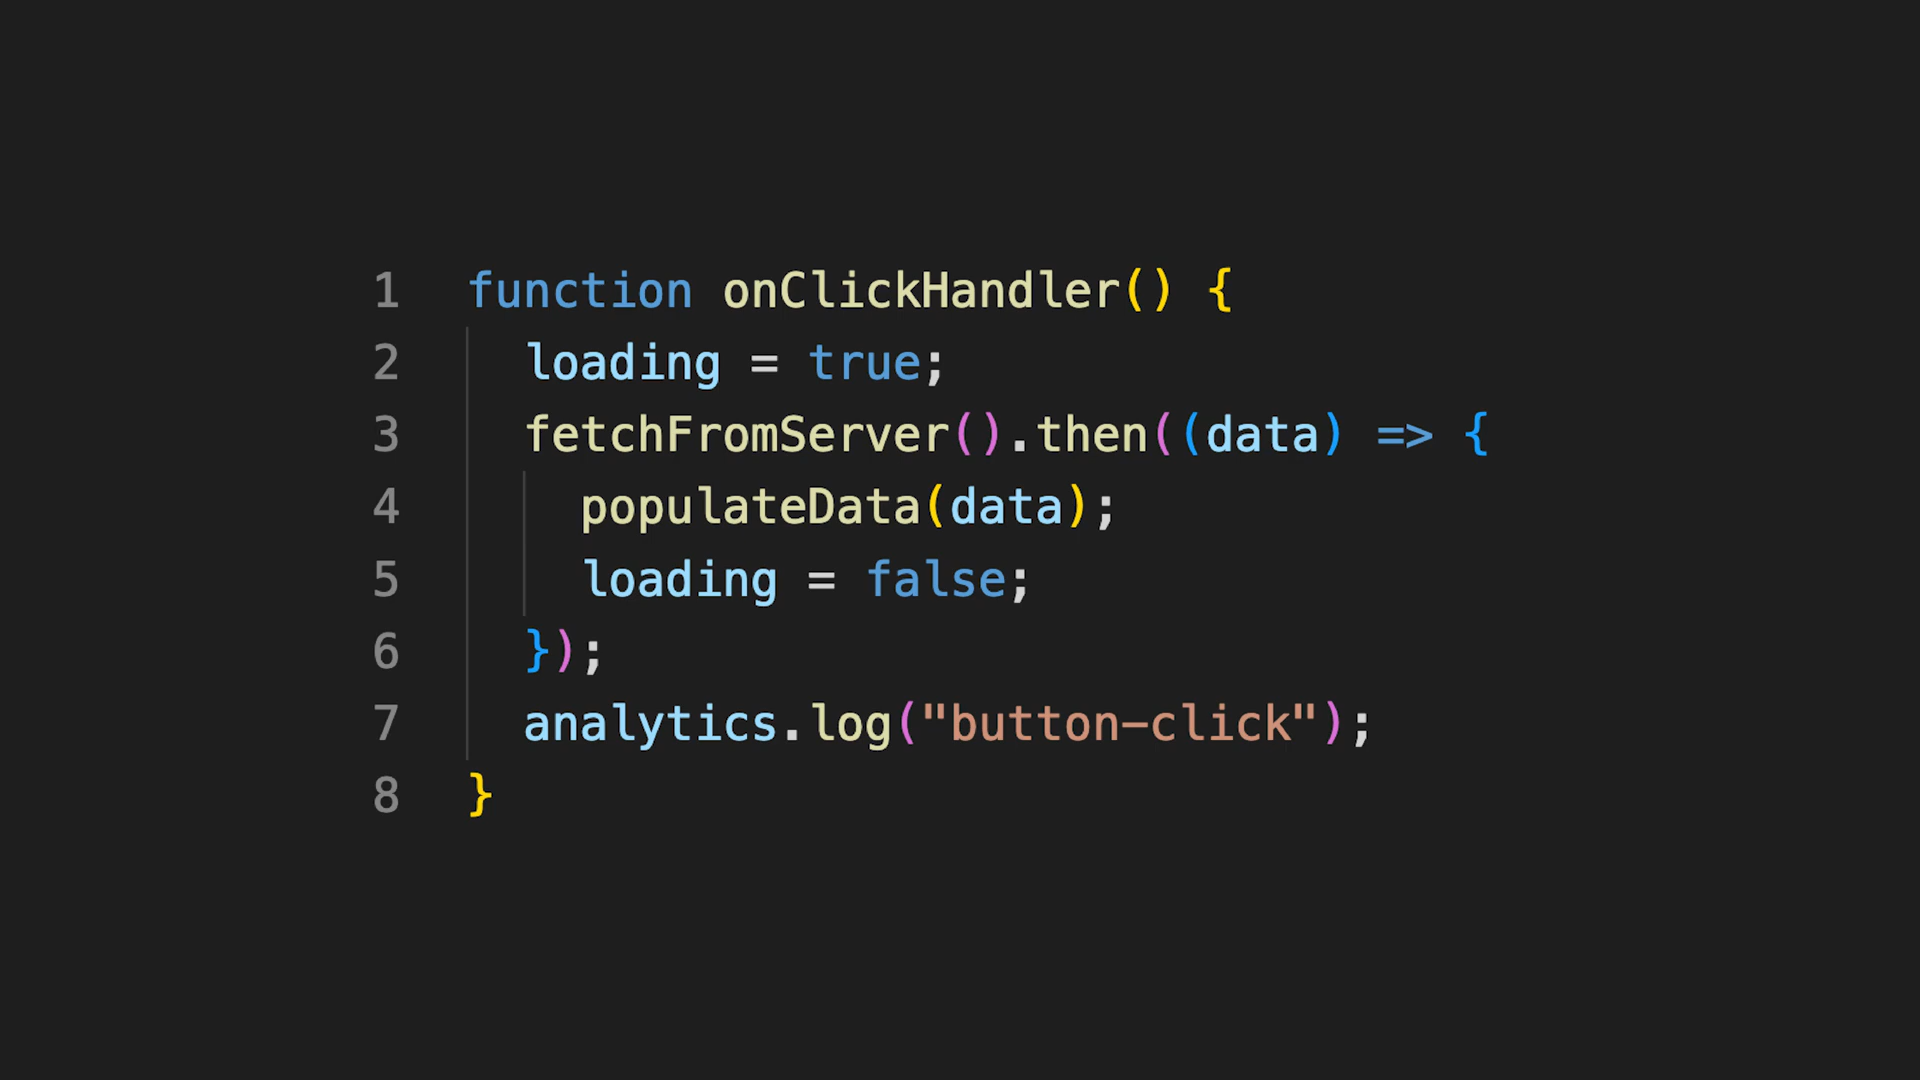 1 function onClickHandler() {
2   loading = true;
3   fetchFromServer().then((data) => {
4     populateData(data);
5     loading = false;
6   });
7   analytics.log("button-click");
8 }